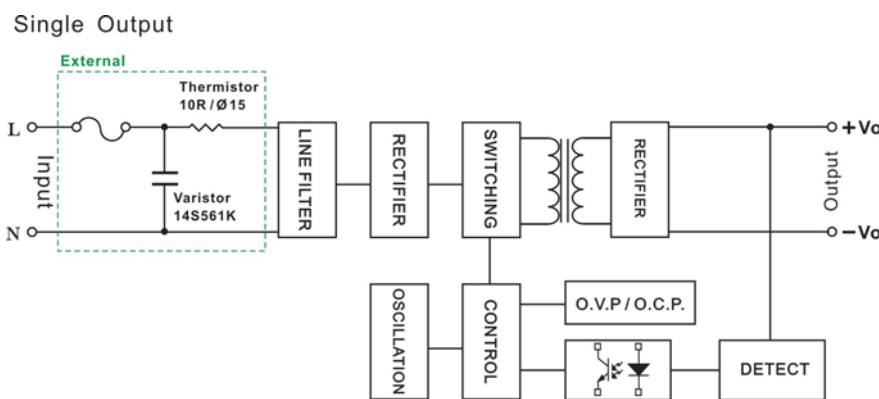 Single Output
External
Thermistor
10R/Ø15
L
Input
N
Varistor
14S561K
LINE FILTER
RECTIFIER
SWITCHING
RECTIFIER
+Vo
Output
−Vo
OSCILLATION
CONTROL
O.V.P/O.C.P.
DETECT